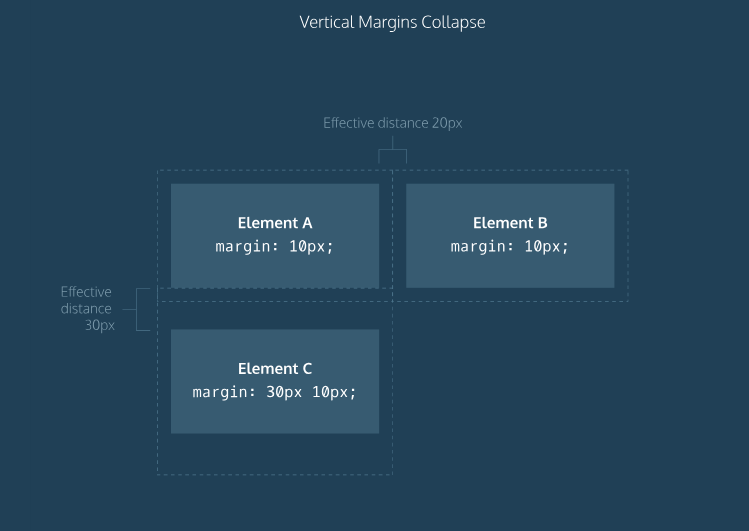 Vertical Margins Collapse
Effective distance 20px
Element A
margin: 10px;
Element B
margin: 10px;
Effective
distance
30px
Element C
margin: 30px 10px;